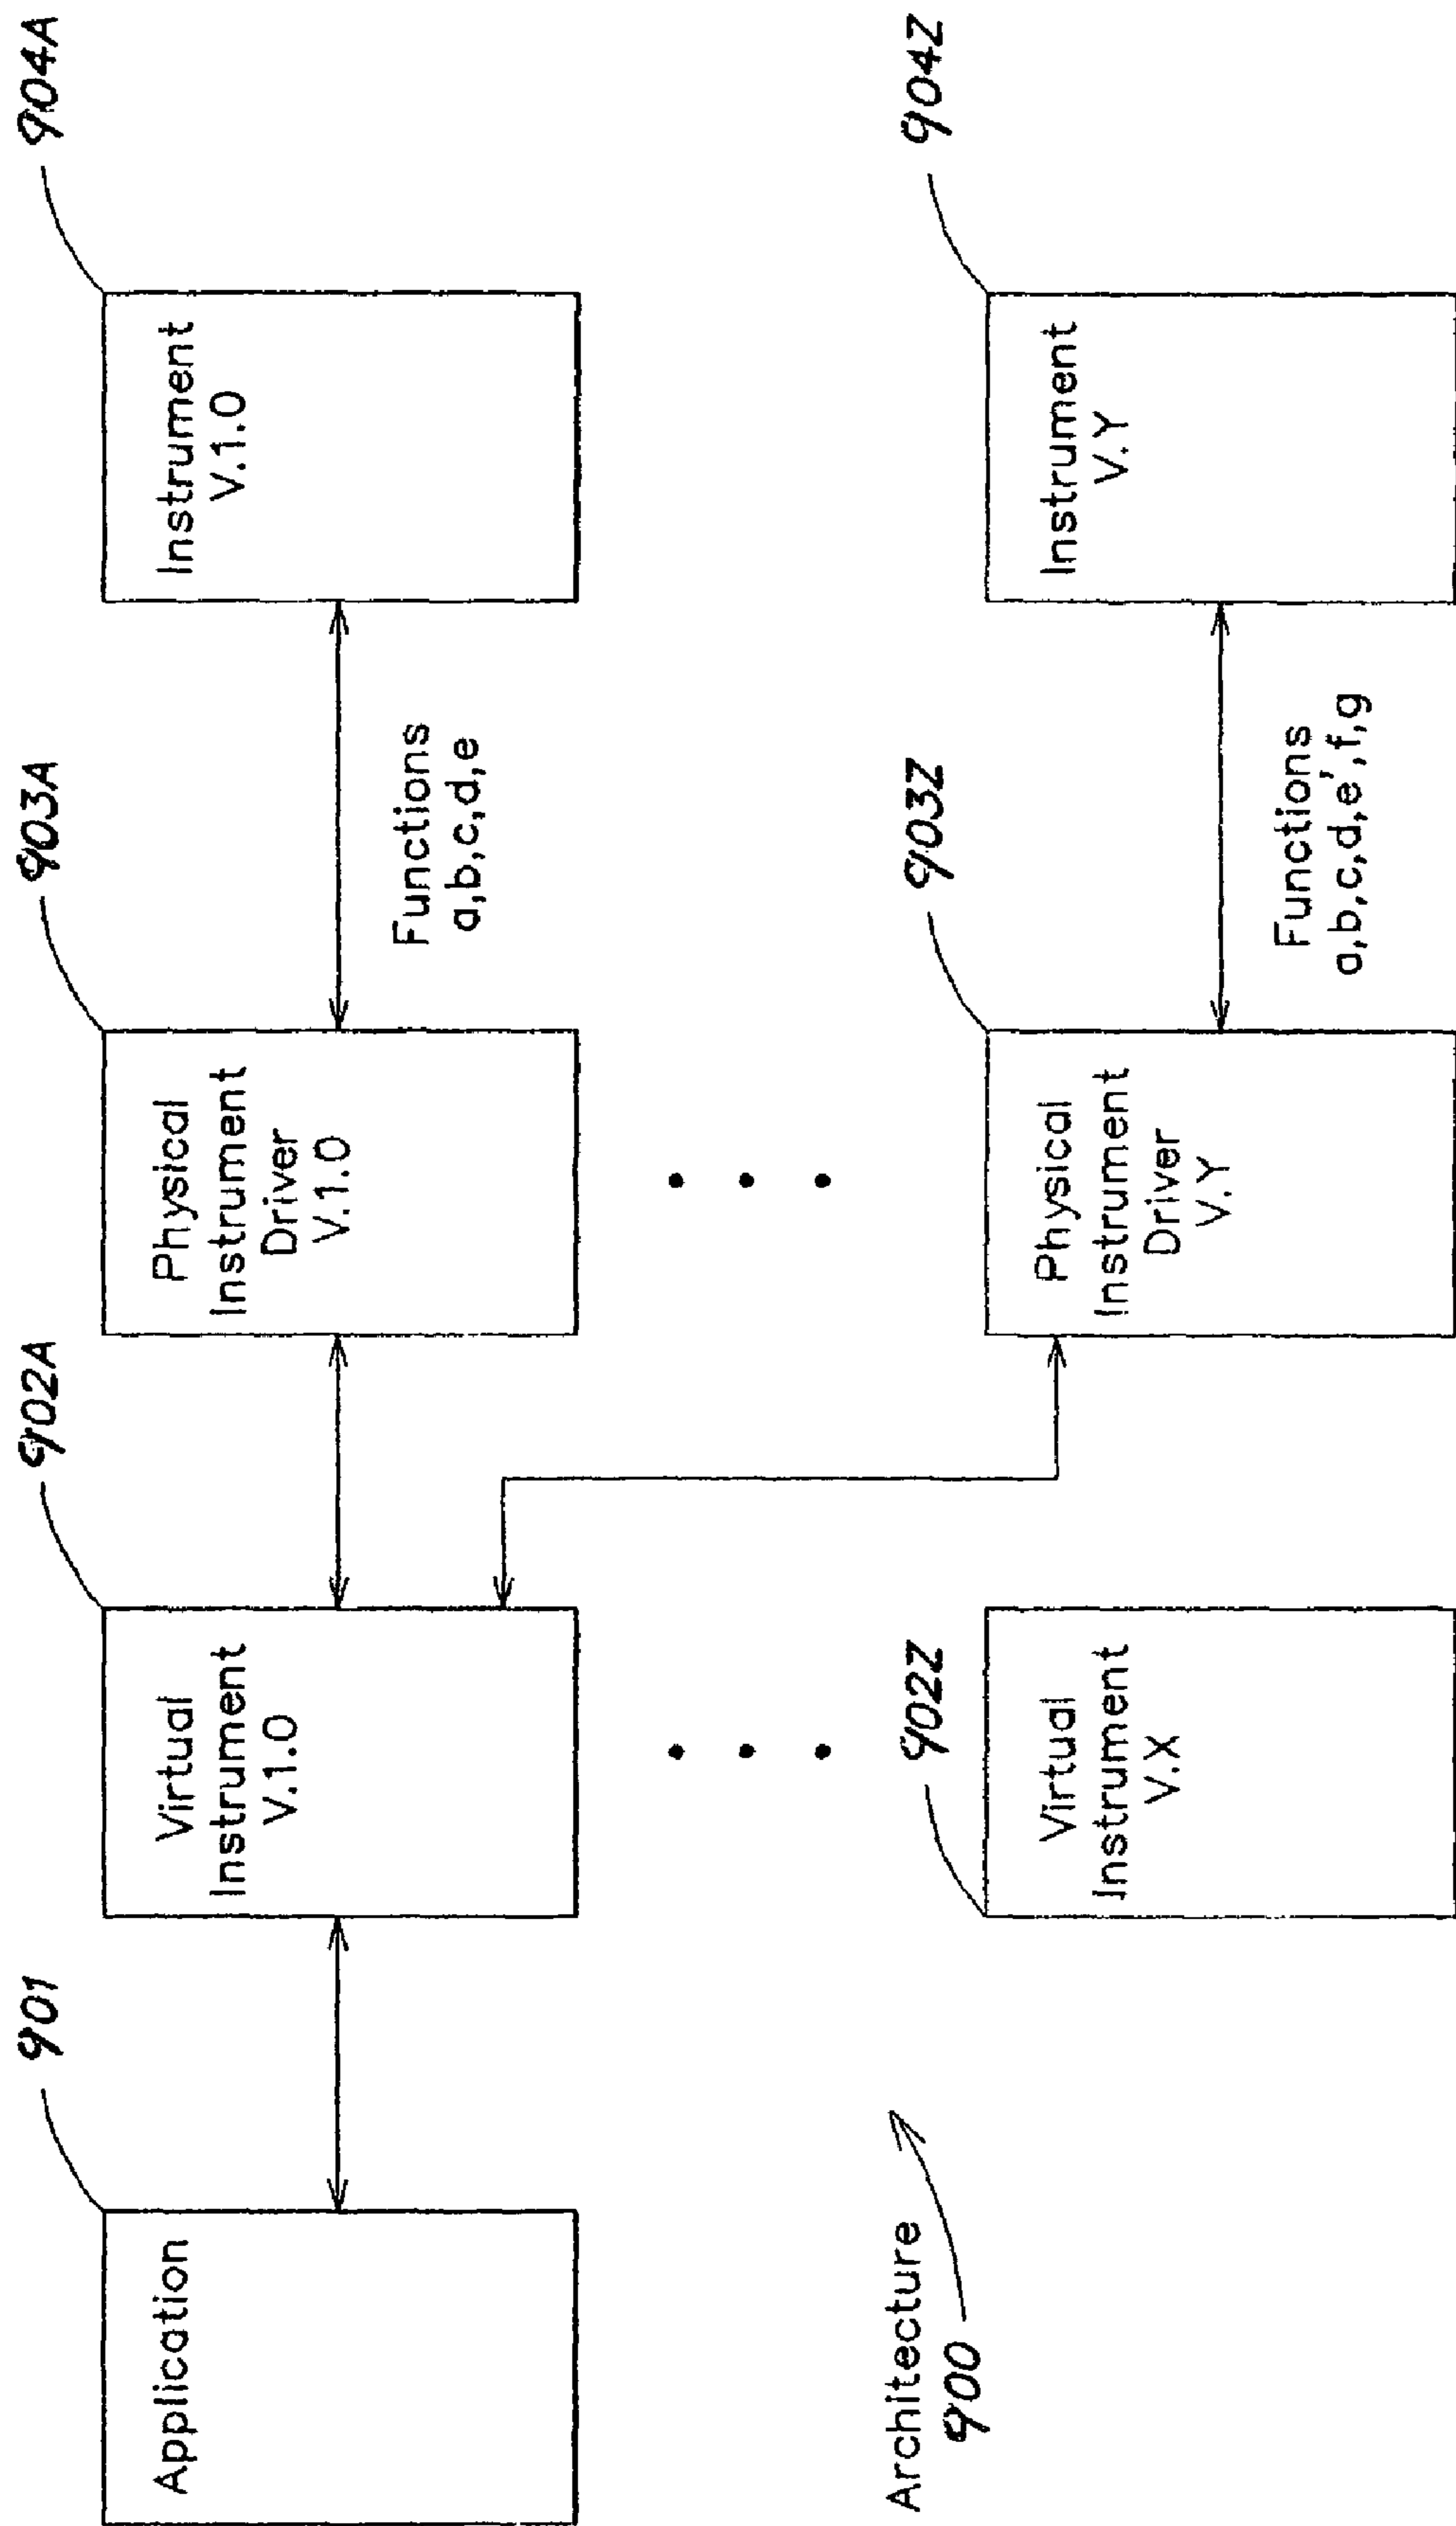 901
902A
903A
904A
Application
Virtual
Instrument
V.1.0
Physical
Instrument
Driver
V.1.0
Functions
a,b,c,d,e
Instrument
V.1.0
902Z
903Z
904Z
Architecture
900
Virtual
Instrument
V.X
Physical
Instrument
Driver
V.Y
Functions
a,b,c,d,e',f,g
Instrument
V.Y